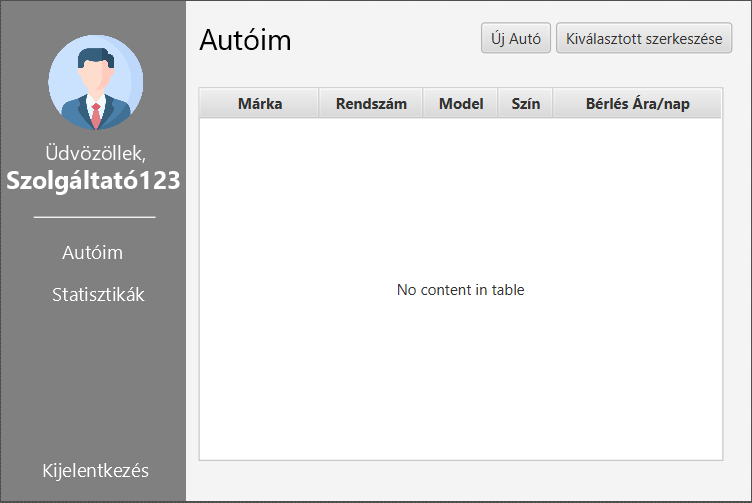 Üdvözöllek,
Szolgáltató123
Autóim
Statisztikák
Kijelentkezés
Autóim
Új Autó
Kiválasztott szerkeszése
Márka
Rendszám
Model
Szín
Bérlés Ára/nap
No content in table